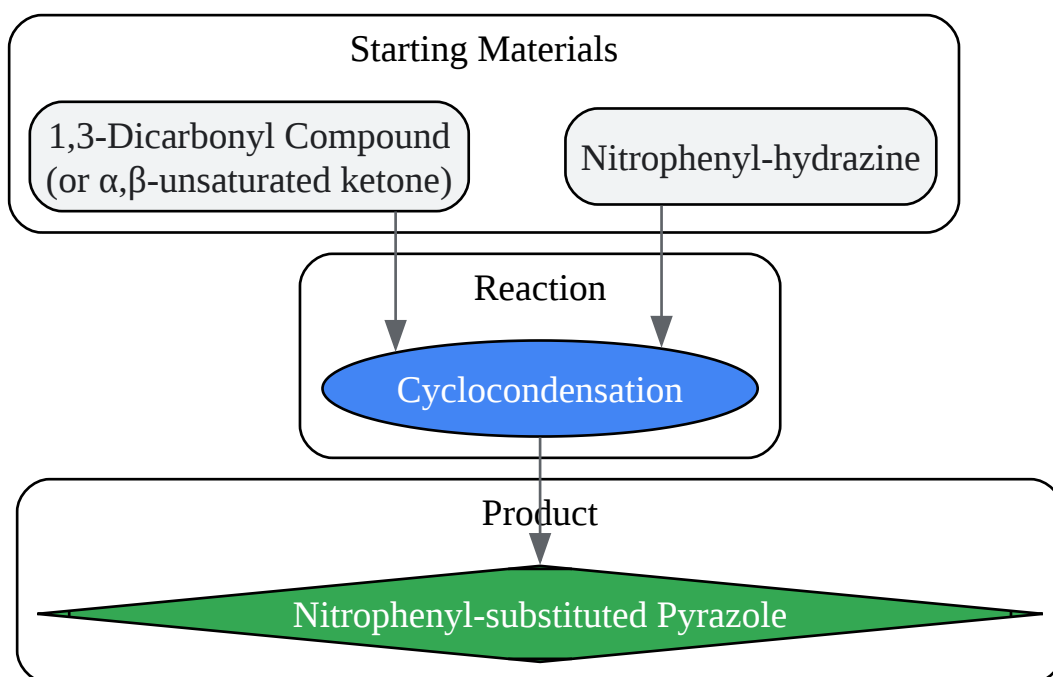 Starting Materials
1,3-Dicarbonyl Compound
(or α,β-unsaturated ketone)
Nitrophenyl-hydrazine
Reaction
Cyclocondensation
Product
Nitrophenyl-substituted Pyrazole